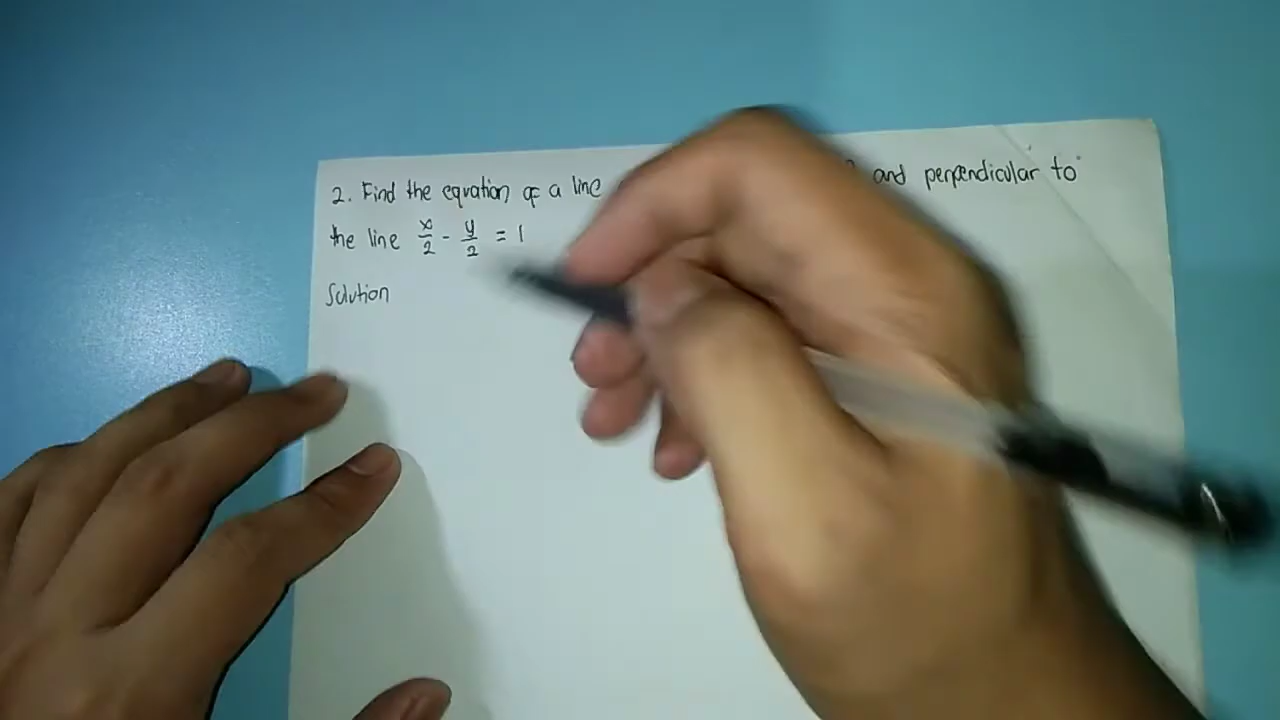 2. Find the equation of a line and perpendicular to
the line x/2 - y/2 = 1
Solution